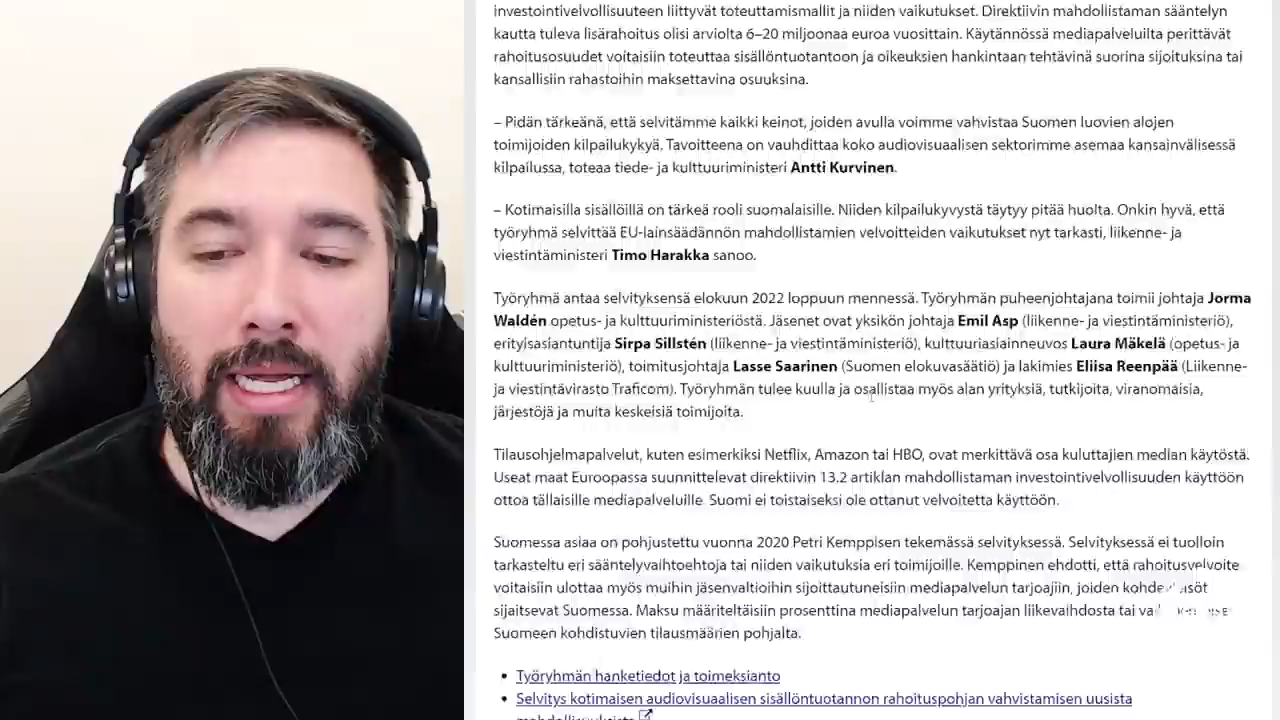 investointivelvollisuuteen liittyvät toteuttamismallit ja niiden vaikutukset. Direktiivin mahdollistaman sääntelyn
kautta tuleva lisärahoitus olisi arviolta 6–20 miljoonaa euroa vuosittain. Käytännössä mediapalveluilta perittävät
rahoitusosuudet voitaisiin toteuttaa sisällöntuotantoon ja oikeuksien hankintaan tehtävinä suorina sijoituksina tai
kansallisiin rahastoihin maksettavina osuuksina.
– Pidän tärkeänä, että selvitämme kaikki keinot, joiden avulla voimme vahvistaa Suomen luovien alojen
toimijoiden kilpailukykyä. Tavoitteena on vauhdittaa koko audiovisuaalisen sektorimme asemaa kansainvälisessä
kilpailussa, toteaa tiede- ja kulttuuriministeri Antti Kurvinen.
– Kotimaisilla sisällöillä on tärkeä rooli suomalaisille. Niiden kilpailukyvystä täytyy pitää huolta. Onkin hyvä, että
työryhmä selvittää EU-lainsäädännön mahdollistamien velvoitteiden vaikutukset nyt tarkasti, liikenne- ja
viestintäministeri Timo Harakka sanoo.
Työryhmä antaa selvityksensä elokuun 2022 loppuun mennessä. Työryhmän puheenjohtajana toimii johtaja Jorma
Waldén opetus- ja kulttuuriministeriöstä. Jäsenet ovat yksikön johtaja Emil Asp (liikenne- ja viestintäministeriö),
erityisasiantuntija Sirpa Sillstén (liikenne- ja viestintäministeriö), kulttuuriasiainneuvos Laura Mäkelä (opetus- ja
kulttuuriministeriö), toimitusjohtaja Lasse Saarinen (Suomen elokuvasäätiö) ja lakimies Eliisa Reenpää (Liikenne-
ja viestintävirasto Traficom). Työryhmän tulee kuulla ja osallistaa myös alan yrityksiä, tutkijoita, viranomaisia,
järjestöjä ja muita keskeisiä toimijoita.
Tilausohjelmapalvelut, kuten esimerkiksi Netflix, Amazon tai HBO, ovat merkittävä osa kuluttajien median käytöstä.
Useat maat Euroopassa suunnittelevat direktiivin 13.2 artiklan mahdollistaman investointivelvollisuuden käyttöön
ottoa tällaisille mediapalveluille. Suomi ei toistaiseksi ole ottanut velvoitetta käyttöön.
Suomessa asiaa on pohjustettu vuonna 2020 Petri Kemppisen tekemässä selvityksessä. Selvityksessä ei tuolloin
tarkasteltu eri sääntelyvaihtoehtoja tai niiden vaikutuksia eri toimijoille. Kemppinen ehdotti, että rahoitusvelvoite
voitaisiin ulottaa myös muihin jäsenvaltioihin sijoittautuneisiin mediapalvelun tarjoajiin, joiden
sijaitsevat Suomessa. Maksu määriteltäisiin prosenttina mediapalvelun tarjoajan liikevaihdosta tai
Suomeen kohdistuvien tilausmäärien pohjalta.
• Työryhmän hanketiedot ja toimeksianto
• Selvitys kotimaisen audiovisuaalisen sisällöntuotannon rahoituspohjan vahvistamisen uusista